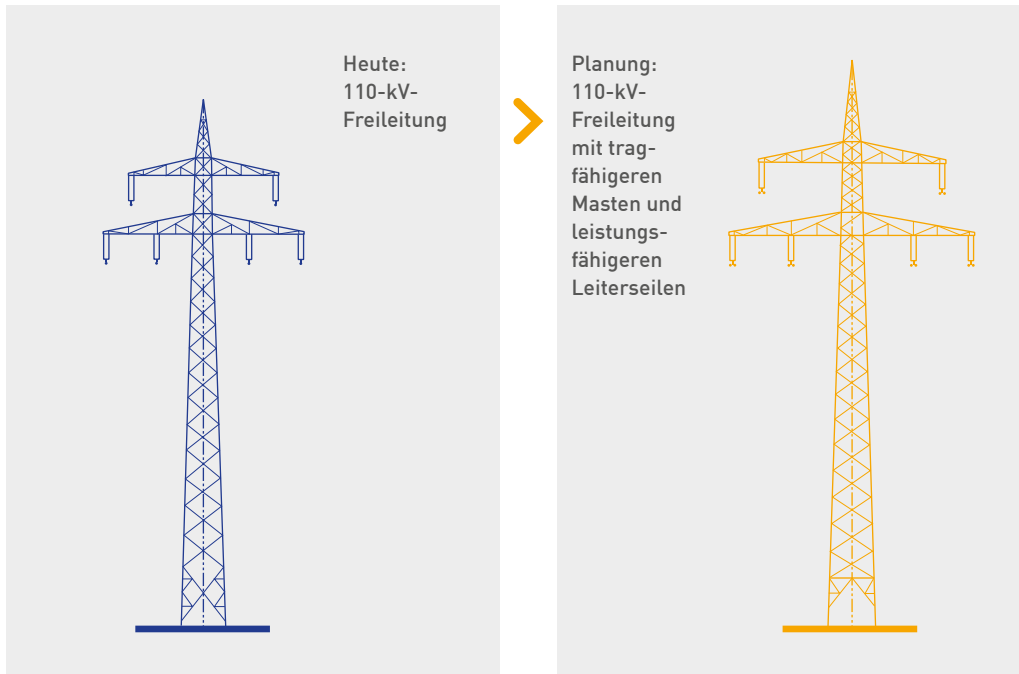 Heute:
110-kV-
Freileitung
Planung:
110-kV-
Freileitung
mit trag-
fähigeren
Masten und
leistungs-
fähigeren
Leiterseilen